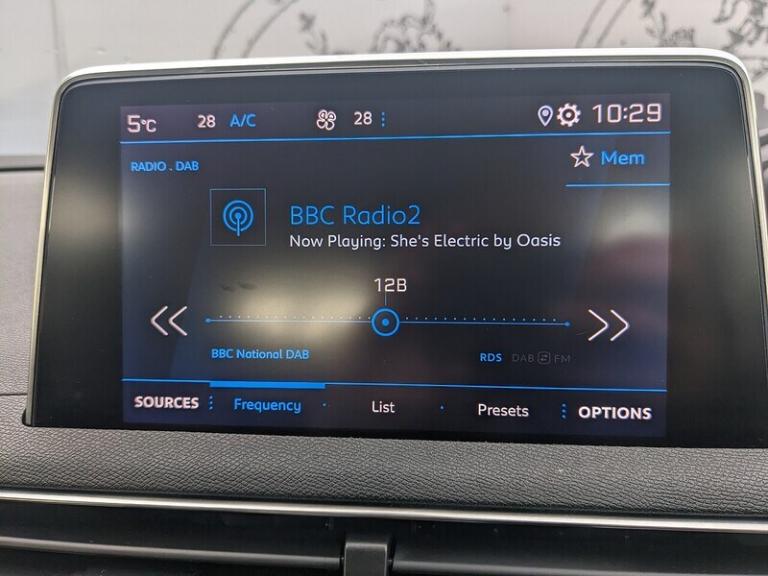 5°C 28 A/C 28 10:29
RADIO . DAB
Mem
BBC Radio2
Now Playing: She's Electric by Oasis
12B
BBC National DAB
RDS DAB FM
SOURCES Frequency List Presets OPTIONS